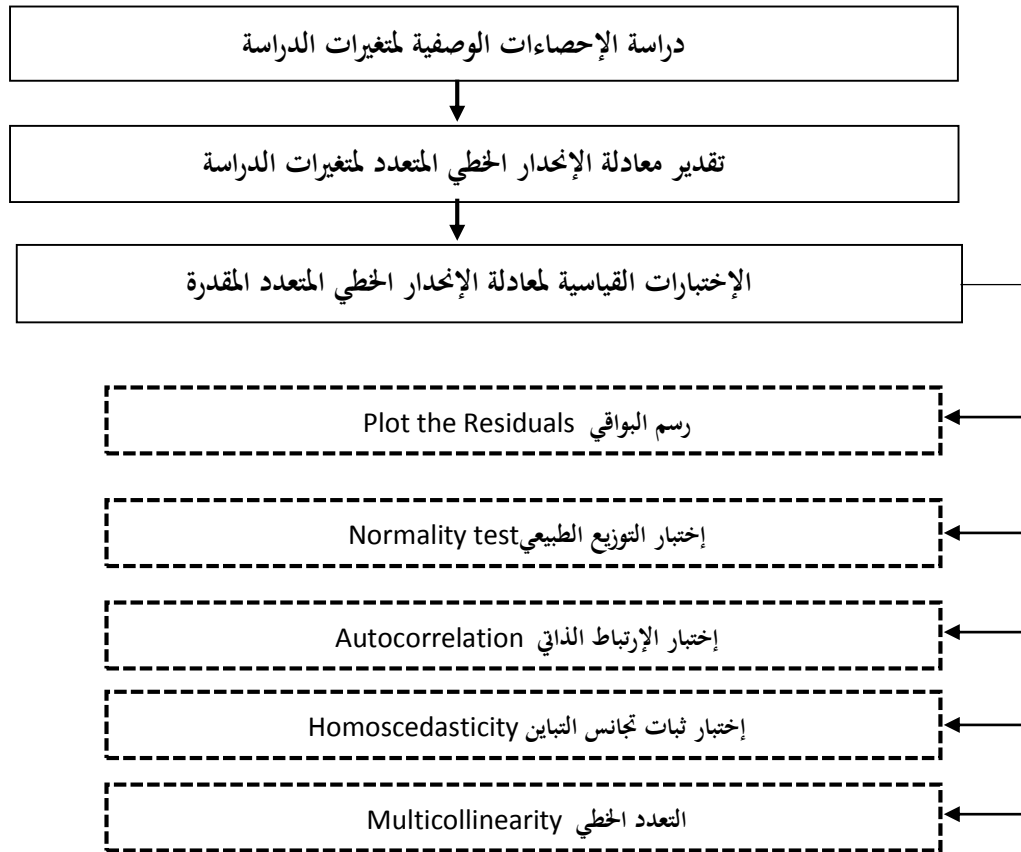 دراسة الإحصاءات الوصفية لمتغيرات الدراسة
تقدير معادلة الإنحدار الخطي المتعدد لمتغيرات الدراسة
الإختبارات القياسية لمعادلة الإنحدار الخطي المتعدد المقدرة
رسم البواقي Plot the Residuals
إختبار التوزيع الطبيعيNormality test
إختبار الإرتباط الذاتي Autocorrelation
إختبار ثبات تجانس التباين Homoscedasticity
التعدد الخطي Multicollinearity